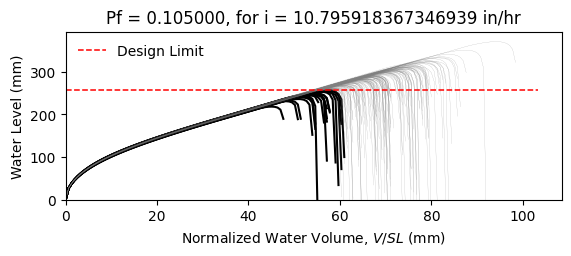 Pf = 0.105000, for i = 10.795918367346939 in/hr
Design Limit
Water Level (mm)
300
200
100
0
0 20 40 60 80 100
Normalized Water Volume, V/SL (mm)